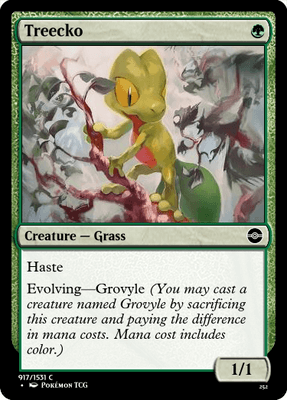 Treecko
Creature — Grass
Haste
Evolving—Grovyle (You may cast a
creature named Grovyle by sacrificing
this creature and paying the difference
in mana costs. Mana cost includes
color.)
1/1
917/1531 C
• Pokémon TCG